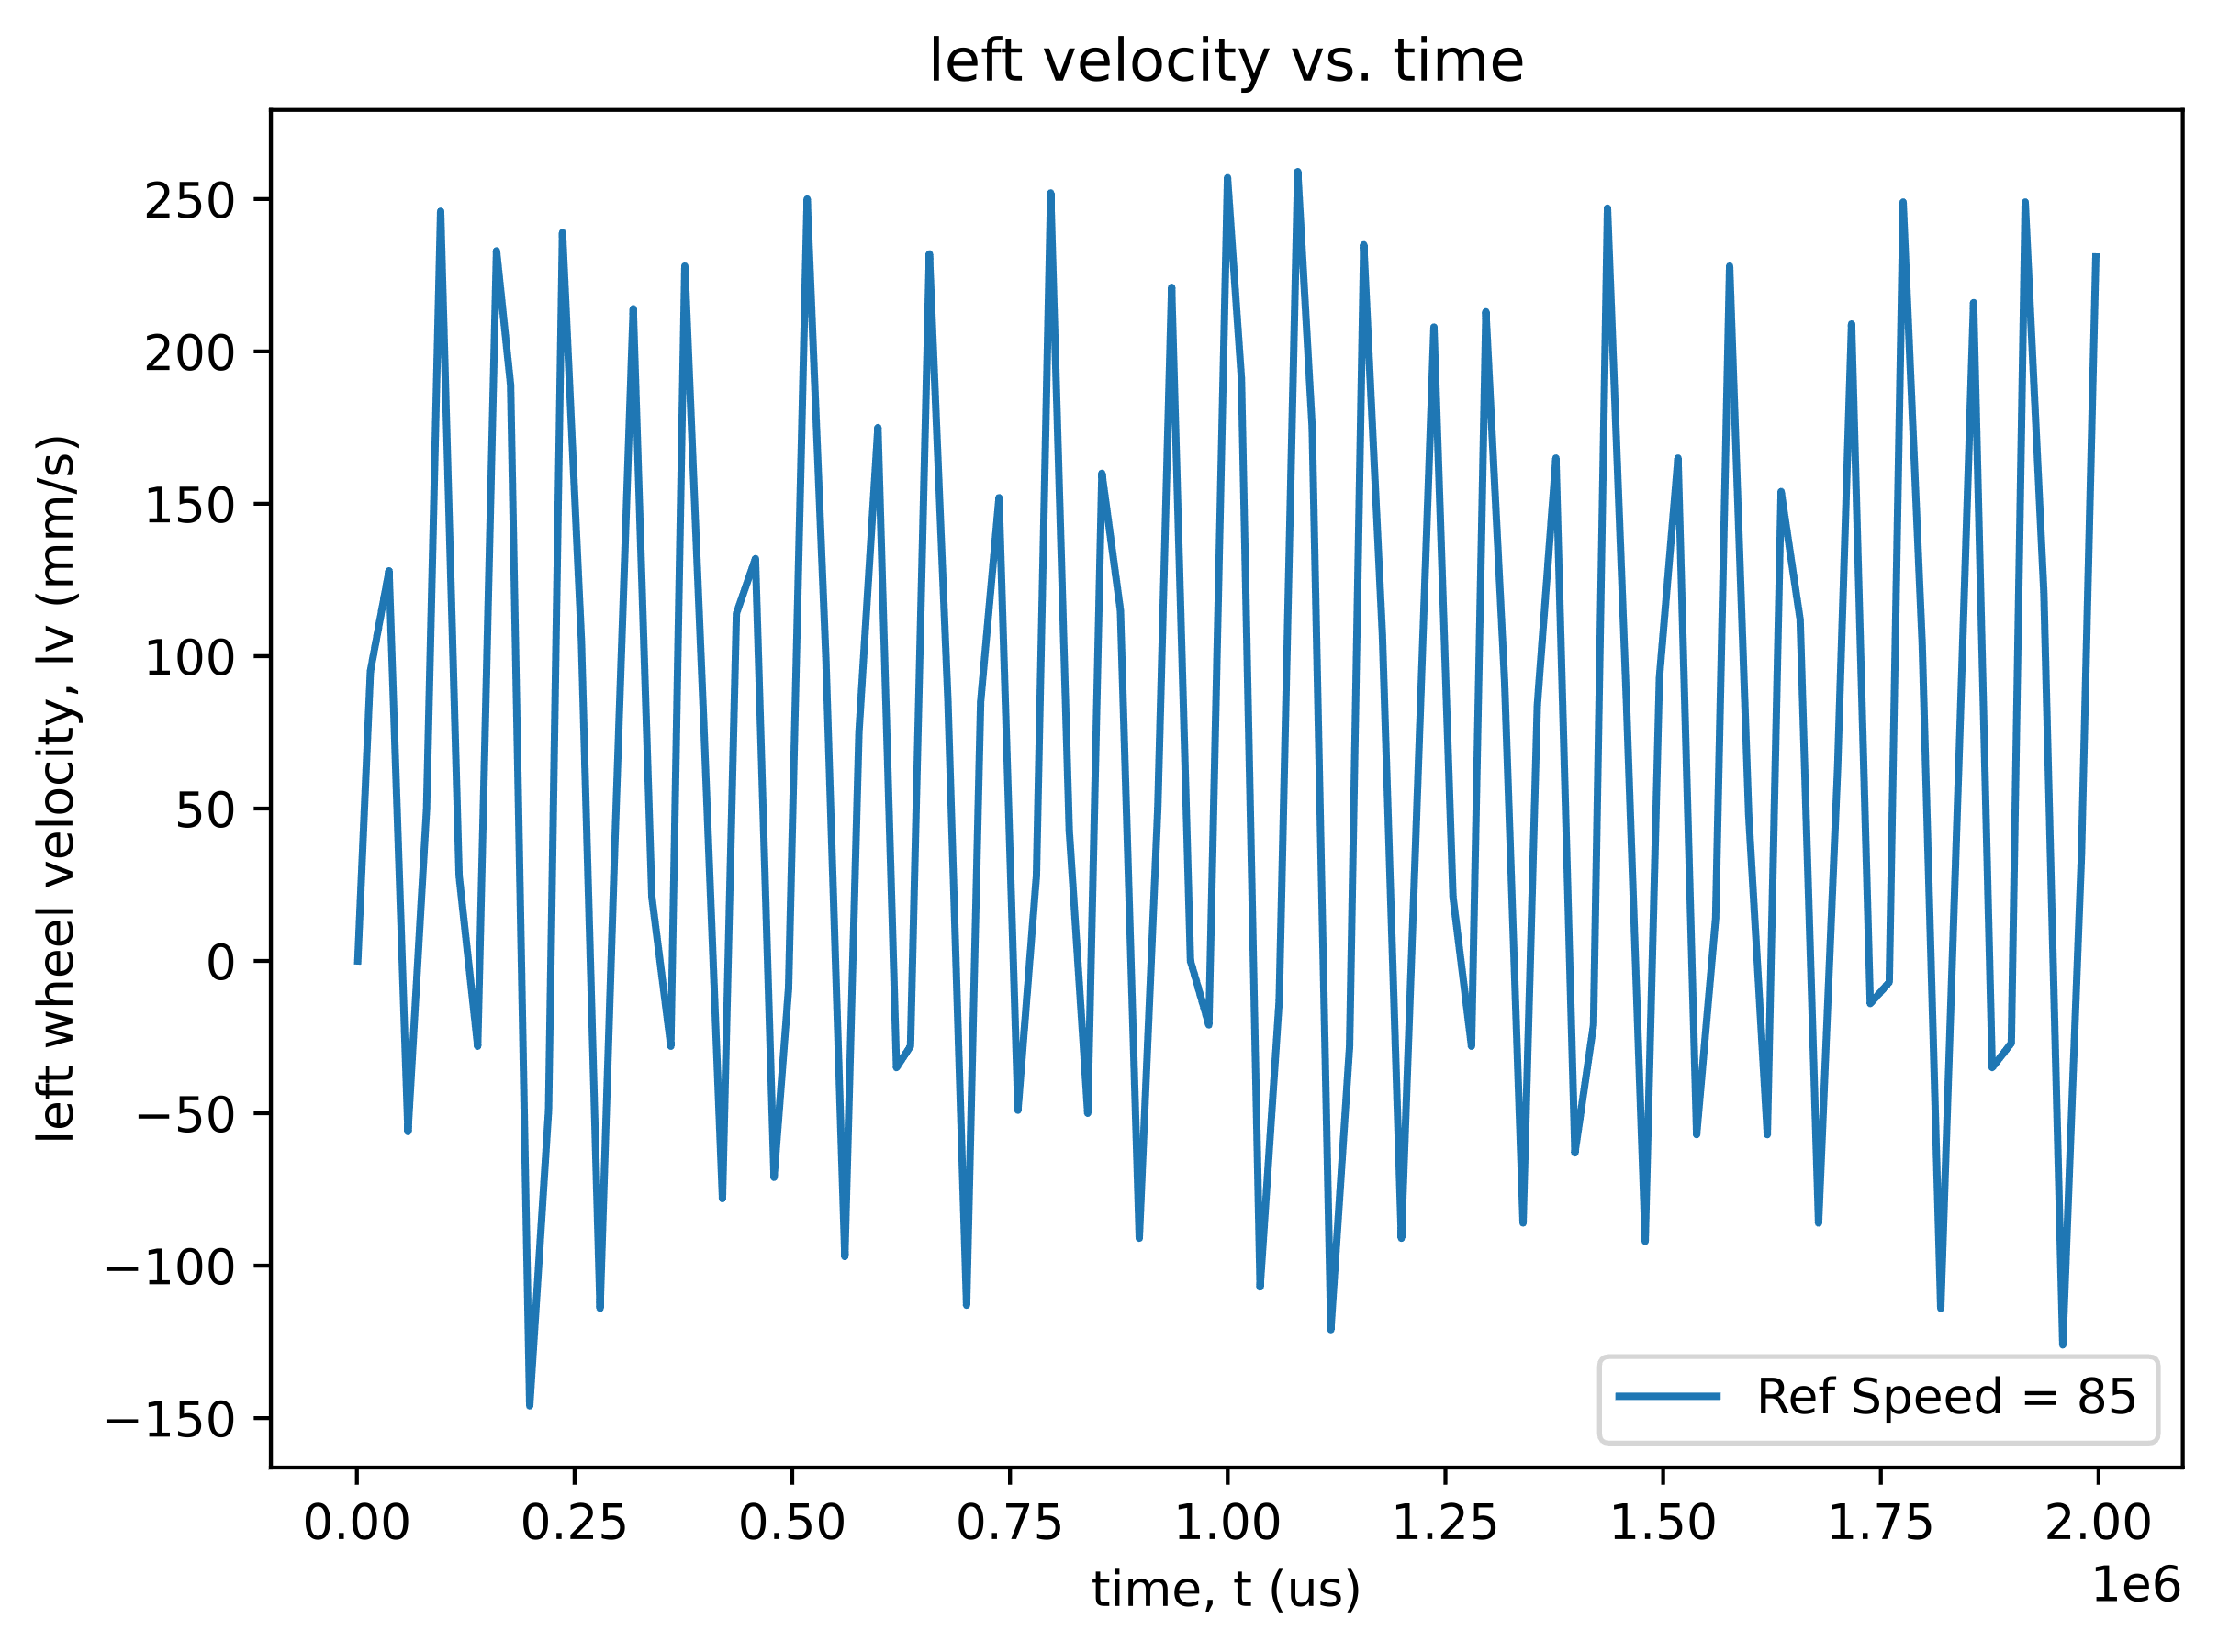 left velocity vs. time
left wheel velocity, lv (mm/s)
250
200
150
100
50
0
−50
−100
−150
Ref Speed = 85
0.00 0.25 0.50 0.75 1.00 1.25 1.50 1.75 2.00
1e6
time, t (us)